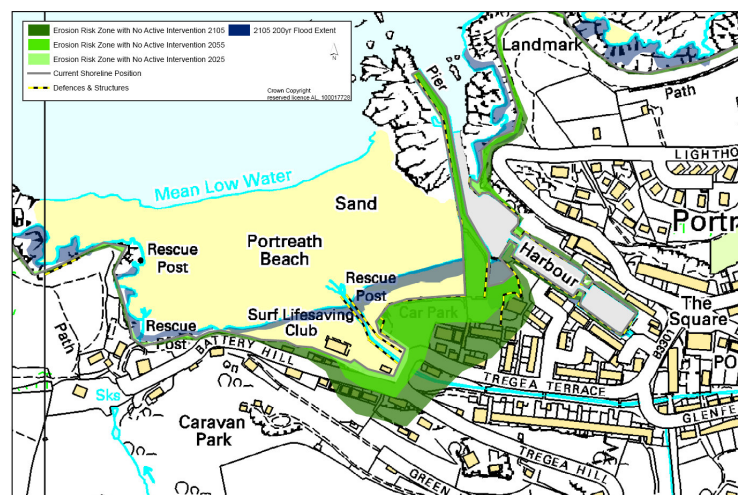 Erosion Risk Zone with No Active Intervention 2105
2105 200yr Flood Extent
Erosion Risk Zone with No Active Intervention 2055
Erosion Risk Zone with No Active Intervention 2025
Current Shoreline Position
Defences & Structures
N
Crown Copyright
reserved licence AL. 100017728
Landmark
Pier
Path
Mean Low Water
LIGHTHO
Sand
Portr
Portreath
Beach
Rescue
Post
Harbour
Rescue
Post
Car Park
The
Square
Surf Lifesaving
Club
Rescue
Post
Path
BATTERY HILL
B3301
PO
TREGEA TERRACE
Sks
GLENFE
Caravan
Park
TREGEA HILL
GREEN